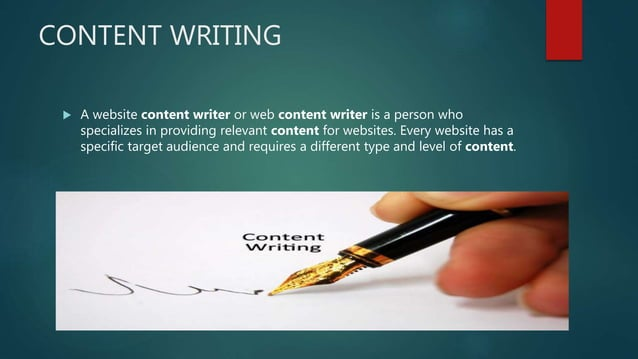 CONTENT WRITING
A website content writer or web content writer is a person who
specializes in providing relevant content for websites. Every website has a
specific target audience and requires a different type and level of content.
Content
Writing